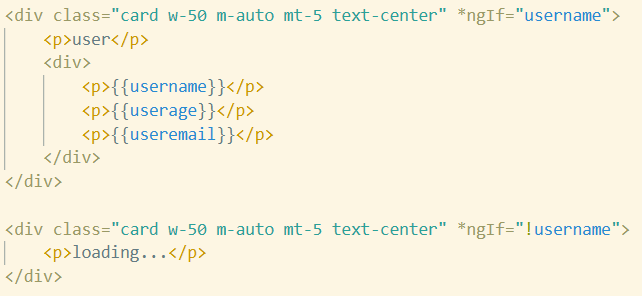 <div class="card w-50 m-auto mt-5 text-center" *ngIf="username">
<p>user</p>
<div>
<p>{{username}}</p>
<p>{{userage}}</p>
<p>{{useremail}}</p>
</div>
</div>
<div class="card w-50 m-auto mt-5 text-center" *ngIf="!username">
<p>loading...</p>
</div>